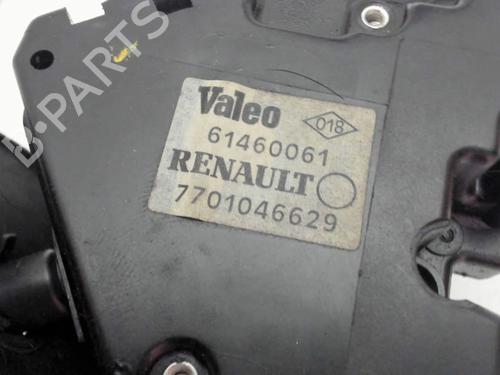 B-PARTS
Valeo
018
61460061
RENAULT
7701046629